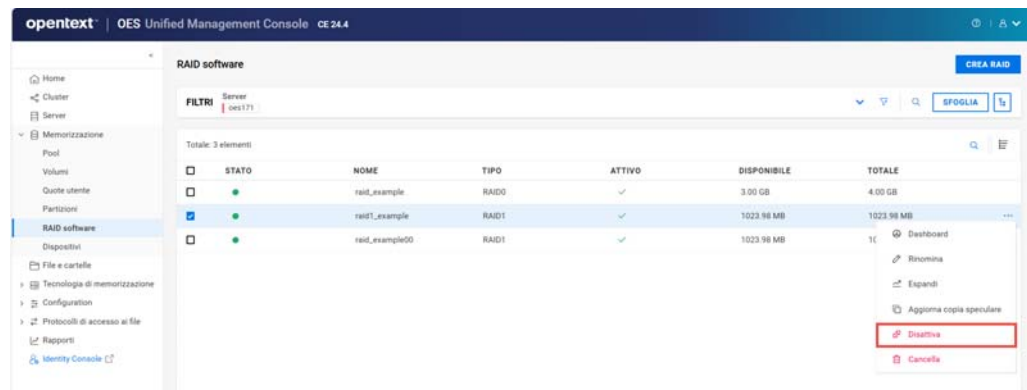 opentext™ | OES Unified Management Console CE 24.4
RAID software
CREA RAID
Home
Cluster
Server
Memorizzazione
Pool
Volumi
Quote utente
Partizioni
RAID software
Dispositivi
File e cartelle
Tecnologia di memorizzazione
Configuration
Protocolli di accesso ai file
Rapporti
Identity Console
FILTRI Server
oes171
SFOGLIA
Totale: 3 elementi
STATO NOME TIPO ATTIVO DISPONIBILE TOTALE
raid_example RAID0 3.00 GB 4.00 GB
raid1_example RAID1 1023.98 MB 1023.98 MB
raid_example00 RAID1 1023.98 MB 10
Dashboard
Rinomina
Espandi
Aggiorna copia speculare
Disattiva
Cancella